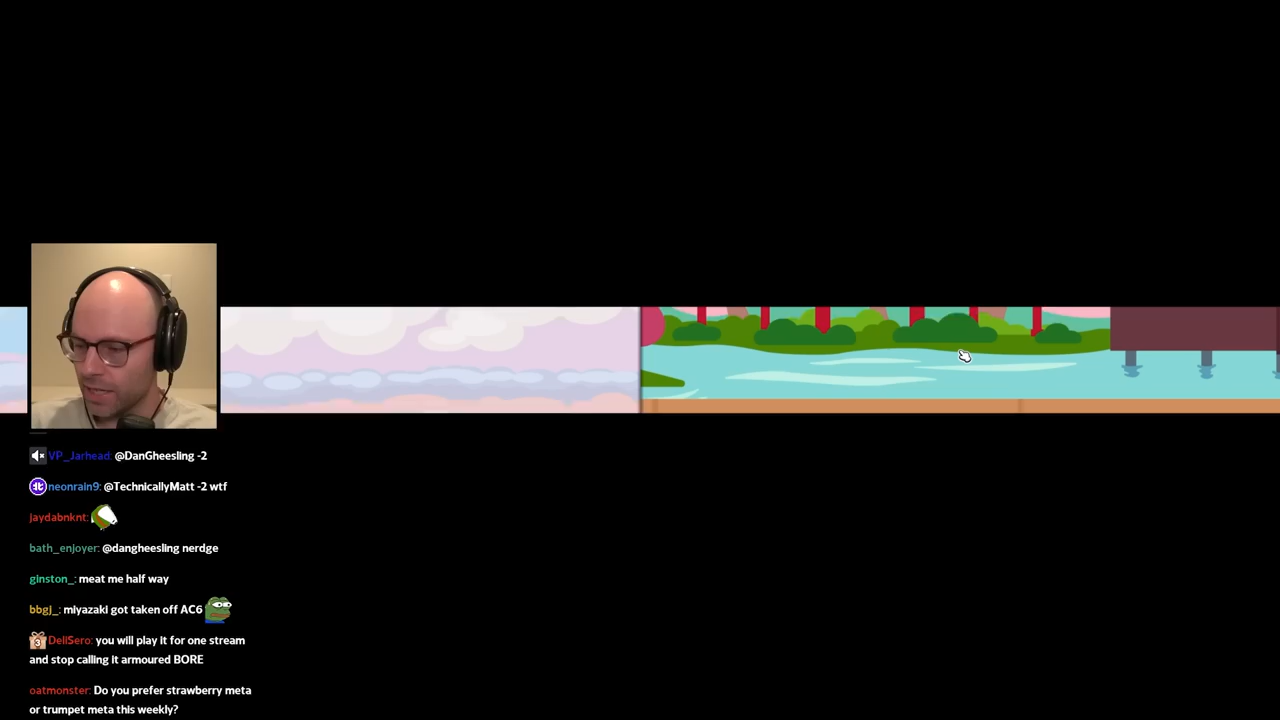 VP_Jarhead: @DanGheesling -2
neonrain9: @TechnicallyMatt -2 wtf
jaydabnknt:
bath_enjoyer: @dangheesling nerdge
ginston_: meat me half way
bbgj_: miyazaki got taken off AC6
3 DeliSero: you will play it for one stream
and stop calling it armoured BORE
oatmonster: Do you prefer strawberry meta
or trumpet meta this weekly?